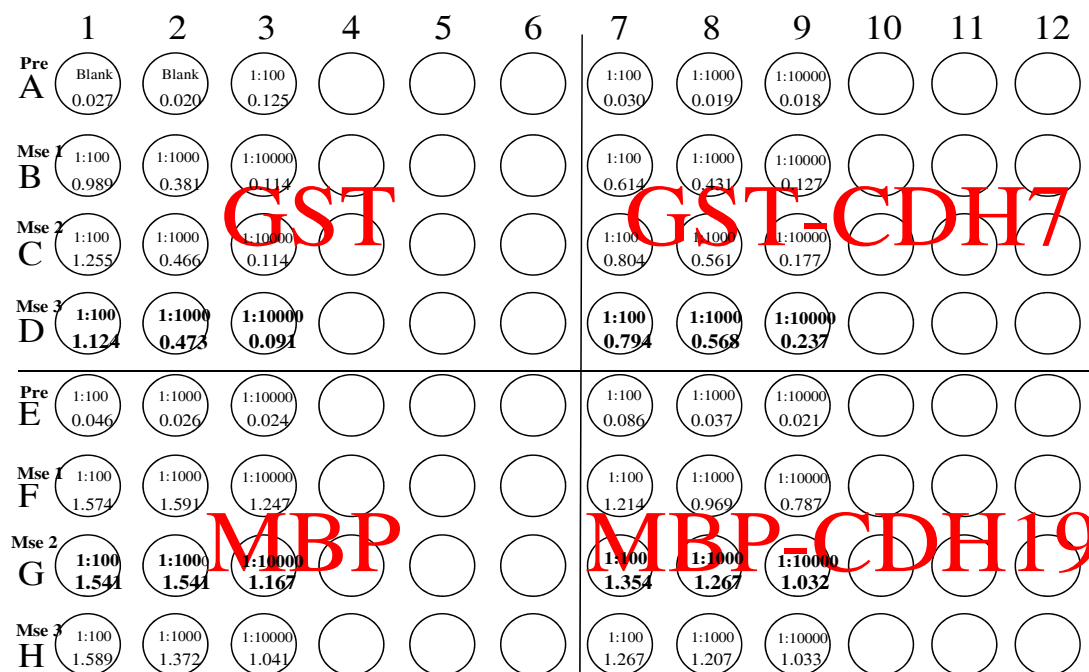 1 2 3 4 5 6 7 8 9 10 11 12
Pre
A
Blank Blank 1:100 1:100 1:1000 1:10000
0.027 0.020 0.125 0.030 0.019 0.018
Mse 1
B
1:100 1:1000 1:10000 1:100 1:1000 1:10000
0.989 0.381 0.114 0.614 0.431 0.127
GST GST-CDH7
Mse 2
C
1:100 1:1000 1:10000 1:100 1:1000 1:10000
1.255 0.466 0.114 0.804 0.561 0.177
Mse 3
D
1:100 1:1000 1:10000 1:100 1:1000 1:10000
1.124 0.473 0.091 0.794 0.568 0.237
Pre
E
1:100 1:1000 1:10000 1:100 1:1000 1:10000
0.046 0.026 0.024 0.086 0.037 0.021
Mse 1
F
1:100 1:1000 1:10000 1:100 1:1000 1:10000
1.574 1.591 1.247 1.214 0.969 0.787
MBP MBP-CDH19
Mse 2
G
1:100 1:1000 1:10000 1:100 1:1000 1:10000
1.541 1.541 1.167 1.354 1.267 1.032
Mse 3
H
1:100 1:1000 1:10000 1:100 1:1000 1:10000
1.589 1.372 1.041 1.267 1.207 1.033